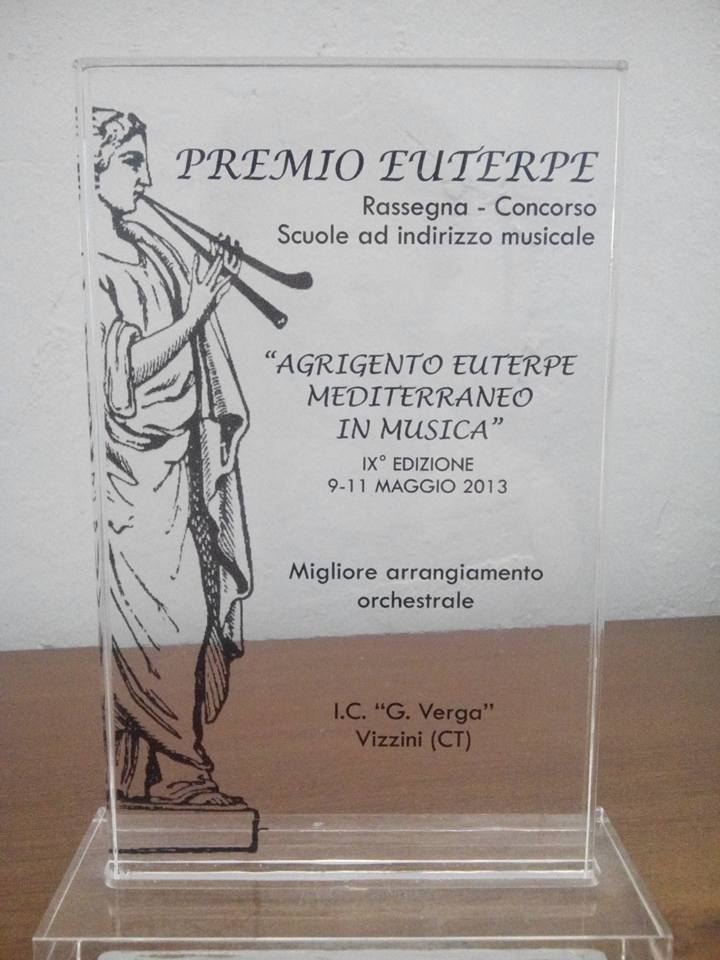 PREMIO EUTERPE
Rassegna - Concorso
Scuole ad indirizzo musicale
“AGRIGENTO EUTERPE
MEDITERRANEO
IN MUSICA”
IX° EDIZIONE
9-11 MAGGIO 2013
Migliore arrangiamento
orchestrale
I.C. “G. Verga”
Vizzini (CT)